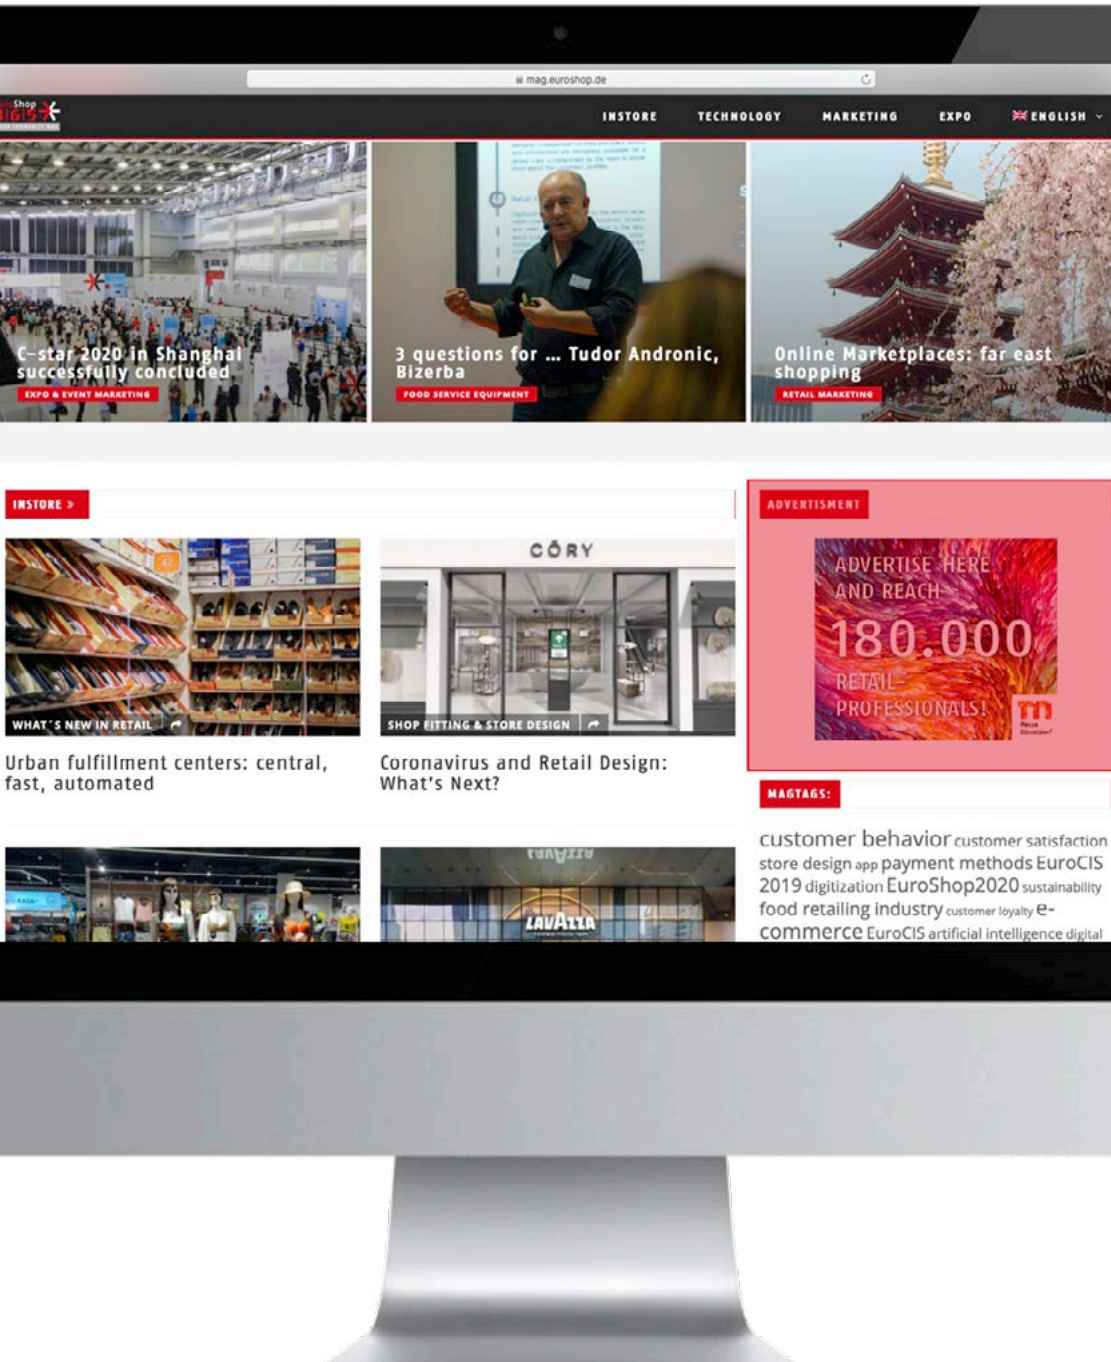 mag.euroshop.de
Shop
INSTORE
TECHNOLOGY
MARKETING
EXPO
ENGLISH
C-star 2020 in Shanghai
successfully concluded
EXPO & EVENT MARKETING
3 questions for ... Tudor Andronic,
Bizerba
FOOD SERVICE EQUIPMENT
Online Marketplaces: far east
shopping
RETAIL MARKETING
INSTORE »
WHAT´S NEW IN RETAIL
Urban fulfillment centers: central,
fast, automated
CŌRY
SHOP FITTING & STORE DESIGN
Coronavirus and Retail Design:
What's Next?
LAVAZZA
ADVERTISMENT
ADVERTISE HERE
AND REACH
180.000
RETAIL-
PROFESSIONALS!
Messe
MAGTAGS:
customer behavior customer satisfaction
store design app payment methods EuroCIS
2019 digitization EuroShop2020 sustainability
food retailing industry customer loyalty e-
commerce EuroCIS artificial intelligence digital